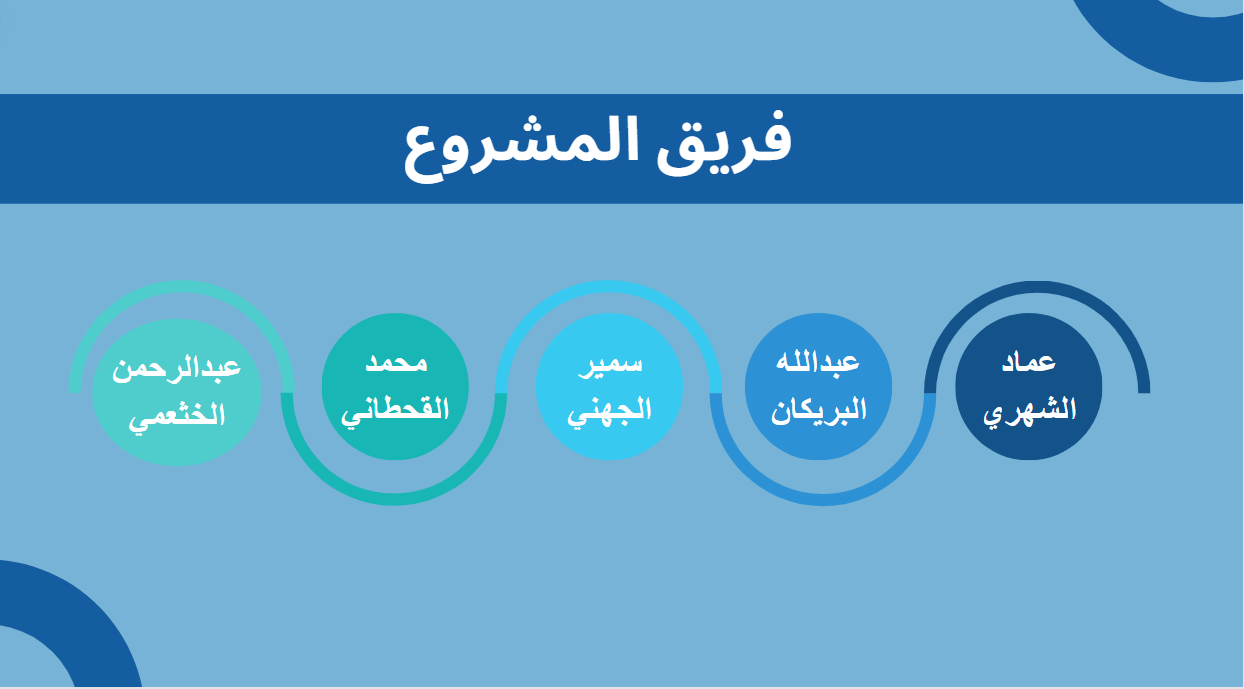 فريق المشروع
عماد
الشهري
عبدالله
البريكان
سمير
الجهني
محمد
القحطاني
عبدالرحمن
الخثعمي